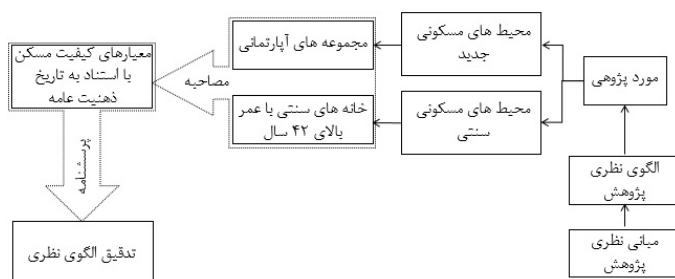 مبانی نظری
پژوهش
الگوی نظری
پژوهش
مورد پژوهی
محیط های مسکونی
جدید
محیط های مسکونی
سنتی
مجموعه های آپارتمانی
خانه های سنتی با عمر
بالای ۴۲ سال
مصاحبه
معیارهای کیفیت مسکن
با استناد به تاریخ
ذهنیت عامه
پرسشنامه
تدقیق الگوی نظری